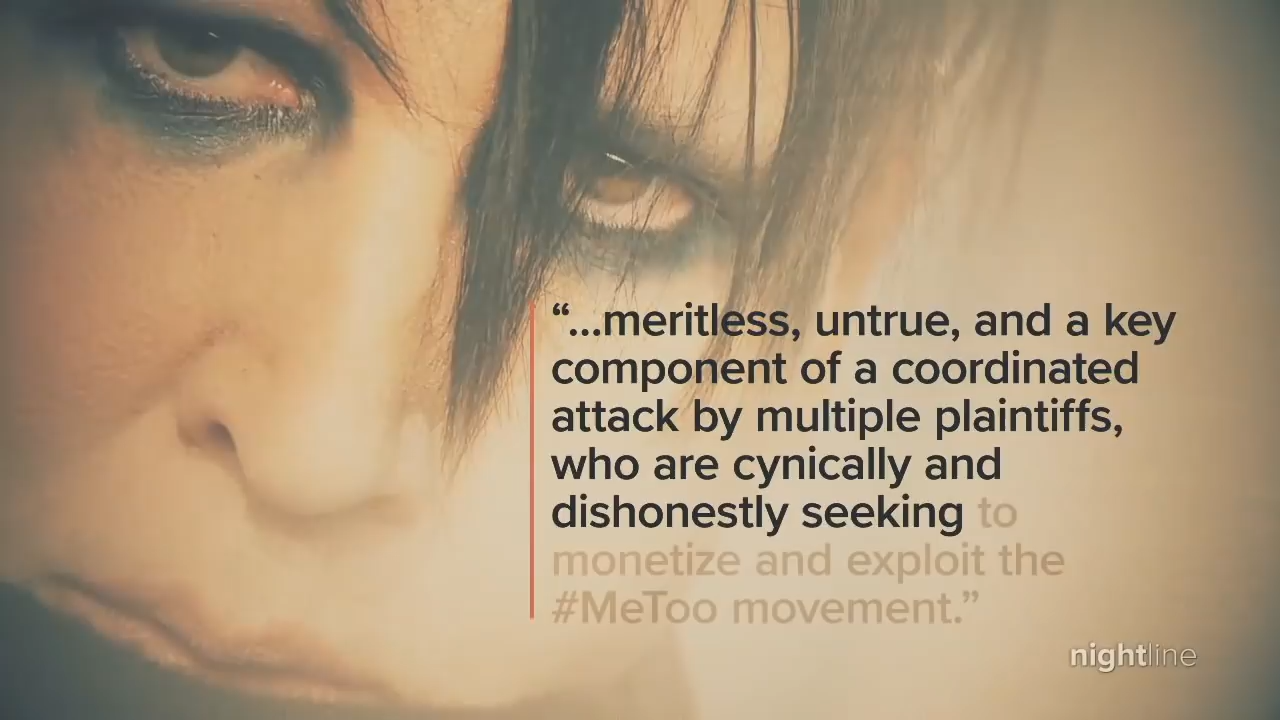 “...meritless, untrue, and a key
component of a coordinated
attack by multiple plaintiffs,
who are cynically and
dishonestly seeking to
monetize and exploit the
#MeToo movement.”
nightline